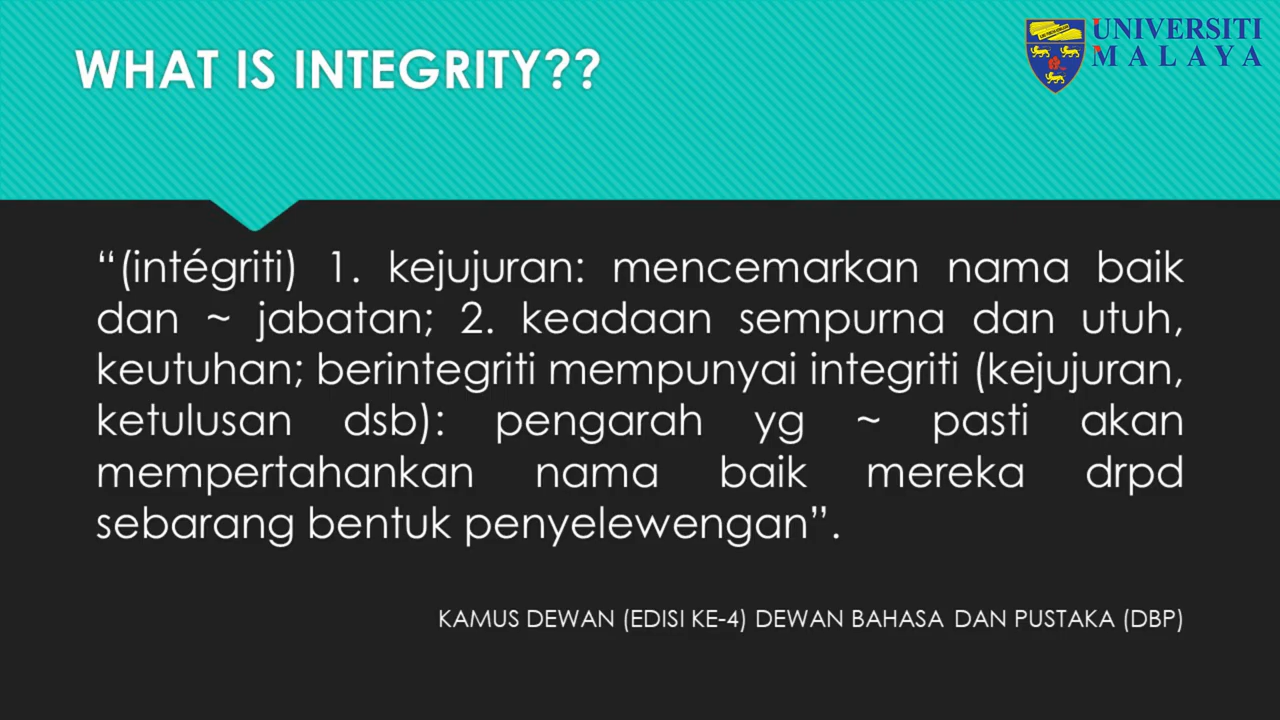 WHAT IS INTEGRITY??
UNIVERSITI
MALAYA
“(intégriti) 1. kejujuran: mencemarkan nama baik
dan ~ jabatan; 2. keadaan sempurna dan utuh,
keutuhan; berintegriti mempunyai integriti (kejujuran,
ketulusan dsb): pengarah yg ~ pasti akan
mempertahankan nama baik mereka drpd
sebarang bentuk penyelewengan”.
KAMUS DEWAN (EDISI KE-4) DEWAN BAHASA DAN PUSTAKA (DBP)